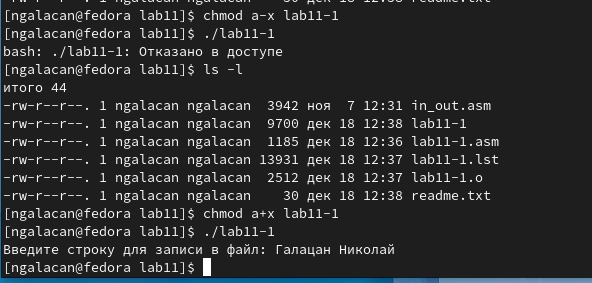 [ngalacan@fedora lab11]$ chmod a-x lab11-1
[ngalacan@fedora lab11]$ ./lab11-1
bash: ./lab11-1: Отказано в доступе
[ngalacan@fedora lab11]$ ls -l
итого 44
-rw-r--r--. 1 ngalacan ngalacan  3942 ноя  7 12:31 in_out.asm
-rw-r--r--. 1 ngalacan ngalacan  9700 дек 18 12:38 lab11-1
-rw-r--r--. 1 ngalacan ngalacan  1185 дек 18 12:36 lab11-1.asm
-rw-r--r--. 1 ngalacan ngalacan 13931 дек 18 12:37 lab11-1.lst
-rw-r--r--. 1 ngalacan ngalacan  2512 дек 18 12:37 lab11-1.o
-rw-r--r--. 1 ngalacan ngalacan    30 дек 18 12:38 readme.txt
[ngalacan@fedora lab11]$ chmod a+x lab11-1
[ngalacan@fedora lab11]$ ./lab11-1
Введите строку для записи в файл: Галацан Николай
[ngalacan@fedora lab11]$